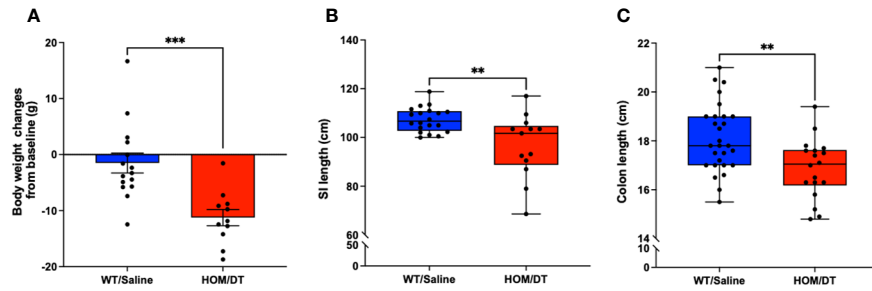 A
Body weight changes
from baseline (g)
20
10
0
-10
-20
***
WT/Saline
HOM/DT
B
SI length (cm)
140
120
100
80
60
50
0
**
WT/Saline
HOM/DT
C
Colon length (cm)
22
20
18
16
14
10
0
**
WT/Saline
HOM/DT